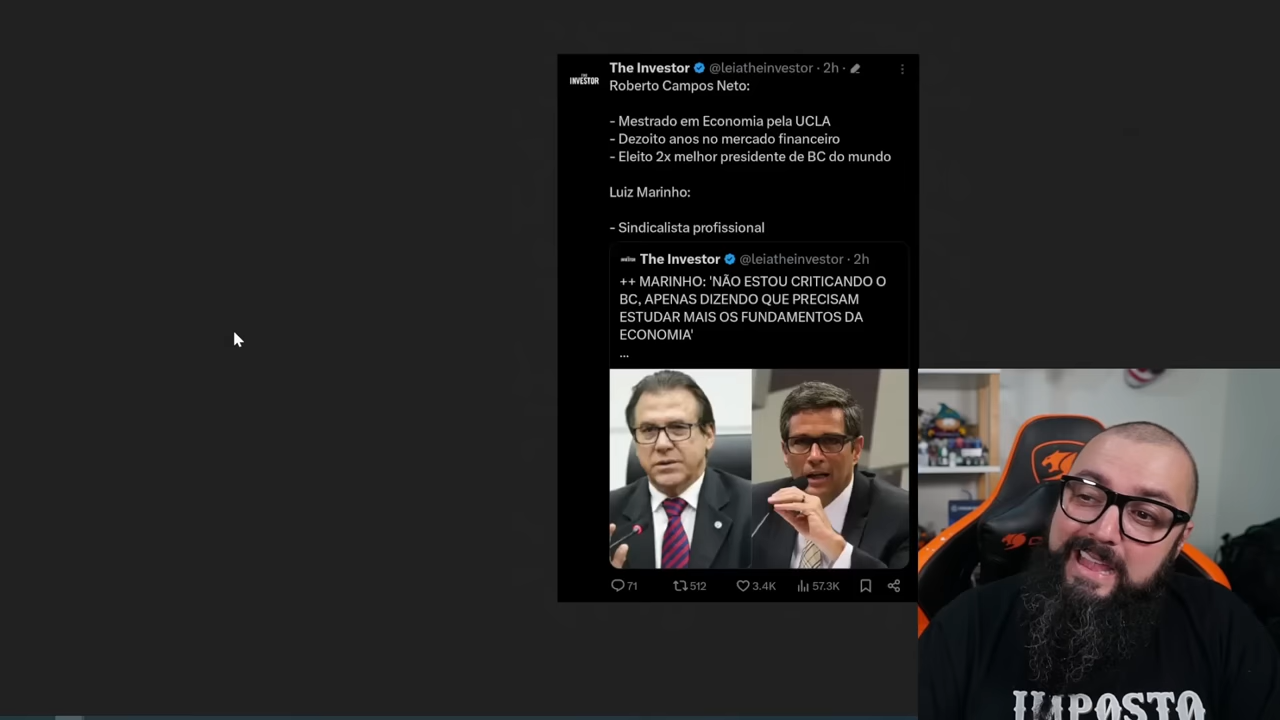 The Investor @leiatheinvestor · 2h ·
THE
INVESTOR
Roberto Campos Neto:
- Mestrado em Economia pela UCLA
- Dezoito anos no mercado financeiro
- Eleito 2x melhor presidente de BC do mundo
Luiz Marinho:
- Sindicalista profissional
The Investor @leiatheinvestor · 2h
++ MARINHO: 'NÃO ESTOU CRITICANDO O
BC, APENAS DIZENDO QUE PRECISAM
ESTUDAR MAIS OS FUNDAMENTOS DA
ECONOMIA'
...
71 512 3.4K 57.3K
IMPOSTO